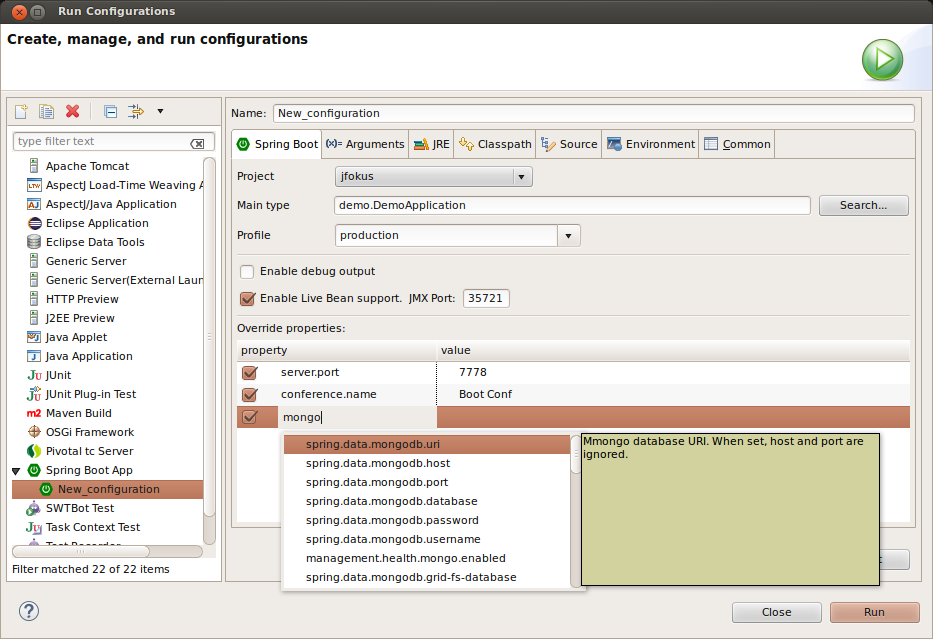 Run Configurations
Create, manage, and run configurations
type filter text
Apache Tomcat
AspectJ Load-Time Weaving A
AspectJ/Java Application
Eclipse Application
Eclipse Data Tools
Generic Server
Generic Server(External Laun
HTTP Preview
J2EE Preview
Java Applet
Java Application
JUnit
JUnit Plug-in Test
Maven Build
OSGi Framework
Pivotal tc Server
Spring Boot App
New_configuration
SWTBot Test
Task Context Test
Test Recorder
Filter matched 22 of 22 items
Name: New_configuration
Spring Boot (x)= Arguments JRE Classpath Source Environment Common
Project jfokus
Main type demo.DemoApplication Search...
Profile production
Enable debug output
Enable Live Bean support. JMX Port: 35721
Override properties:
property value
server.port 7778
conference.name Boot Conf
mongo
spring.data.mongodb.uri
spring.data.mongodb.host
spring.data.mongodb.port
spring.data.mongodb.database
spring.data.mongodb.password
spring.data.mongodb.username
management.health.mongo.enabled
spring.data.mongodb.grid-fs-database
Mmongo database URI. When set, host and port are
ignored.
Close Run